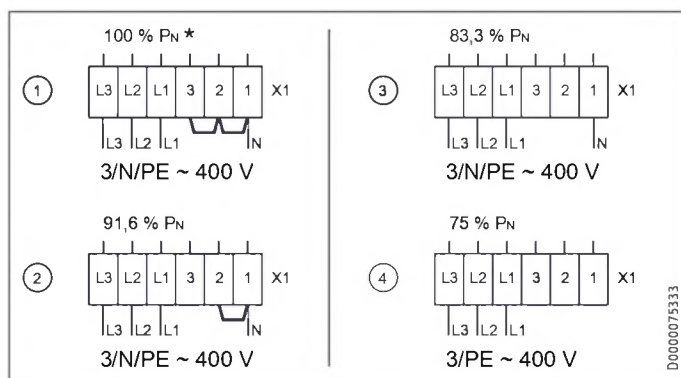 100 % PN *
1 L3 L2 L1 3 2 1 X1
L3 L2 L1 N
3/N/PE ~ 400 V
91,6 % PN
2 L3 L2 L1 3 2 1 X1
L3 L2 L1 N
3/N/PE ~ 400 V
83,3 % PN
3 L3 L2 L1 3 2 1 X1
L3 L2 L1 N
3/N/PE ~ 400 V
75 % PN
4 L3 L2 L1 3 2 1 X1
L3 L2 L1
3/PE ~ 400 V
D0000075333